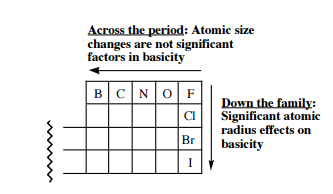 Across the period: Atomic size
changes are not significant
factors in basicity
B C N O F
Cl
Br
I
Down the family:
Significant atomic
radius effects on
basicity